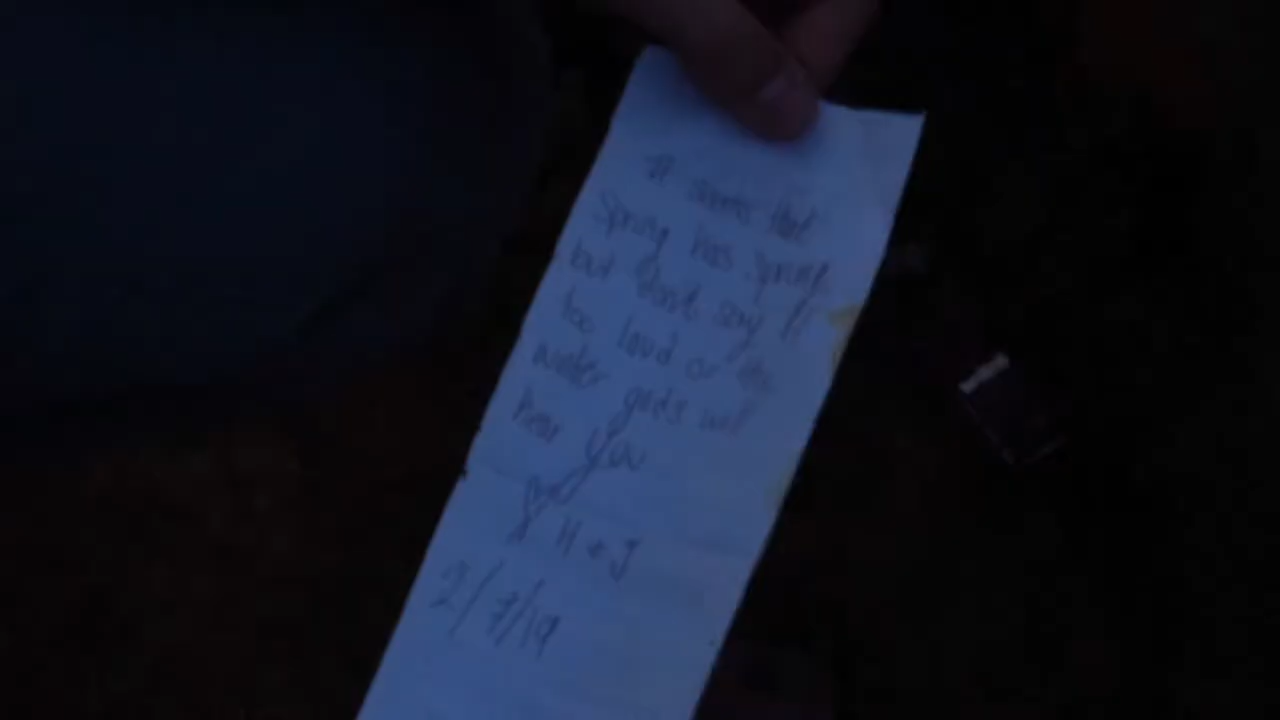 It seems that
Spring has sprung
but don't say it
too loud or the
winter gods will
hear you
H + J
2/7/19